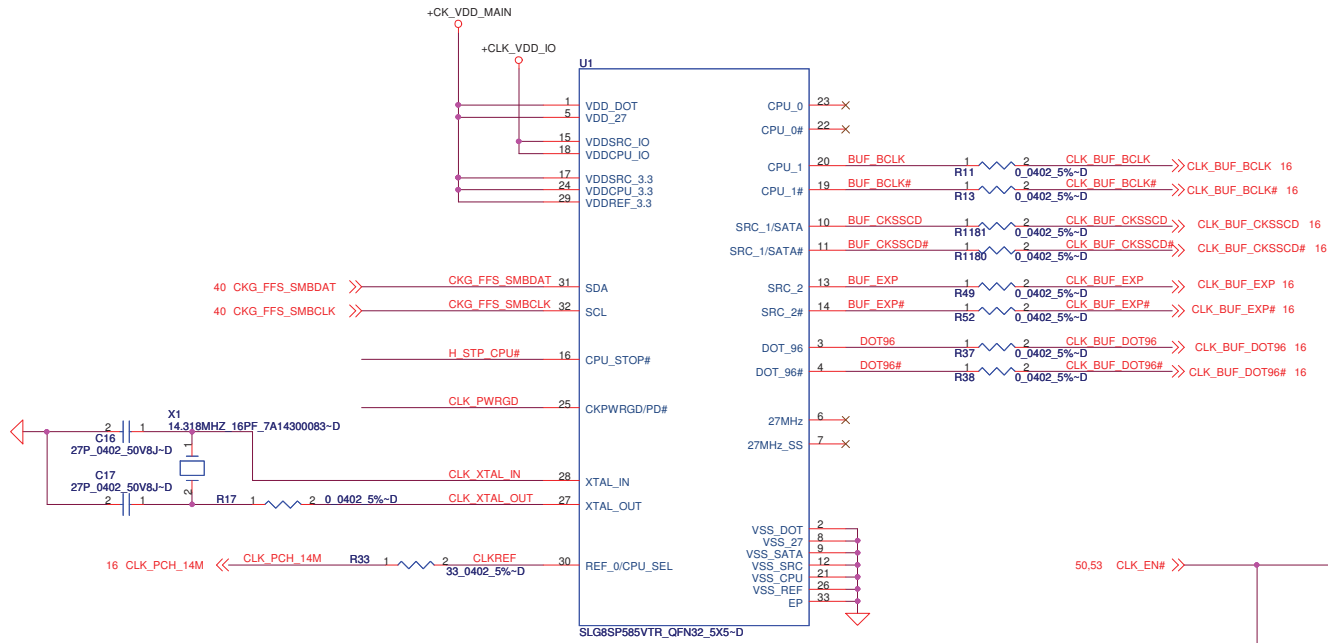 +CK_VDD_MAIN
+CLK_VDD_IO
U1
1 VDD_DOT
5 VDD_27
15 VDDSRC_IO
18 VDDCPU_IO
17 VDDSRC_3.3
24 VDDCPU_3.3
29 VDDREF_3.3
40 CKG_FFS_SMBDAT CKG_FFS_SMBDAT 31 SDA
40 CKG_FFS_SMBCLK CKG_FFS_SMBCLK 32 SCL
H_STP_CPU# 16 CPU_STOP#
CLK_PWRGD 25 CKPWRGD/PD#
X1
14.318MHZ_16PF_7A14300083~D
2 1
C16
27P_0402_50V8J~D
1
2
C17
27P_0402_50V8J~D
2 1
CLK_XTAL_IN 28 XTAL_IN
R17 1 2 0_0402_5%~D CLK_XTAL_OUT 27 XTAL_OUT
16 CLK_PCH_14M CLK_PCH_14M 1 R33 2 CLKREF 30 REF_0/CPU_SEL
33_0402_5%~D
CPU_0 23
CPU_0# 22
CPU_1 20 BUF_BCLK 1 2 CLK_BUF_BCLK CLK_BUF_BCLK 16
R11 0_0402_5%~D
CPU_1# 19 BUF_BCLK# 1 2 CLK_BUF_BCLK# CLK_BUF_BCLK# 16
R13 0_0402_5%~D
SRC_1/SATA 10 BUF_CKSSCD 1 2 CLK_BUF_CKSSCD CLK_BUF_CKSSCD 16
R1181 0_0402_5%~D
SRC_1/SATA# 11 BUF_CKSSCD# 1 2 CLK_BUF_CKSSCD# CLK_BUF_CKSSCD# 16
R1180 0_0402_5%~D
SRC_2 13 BUF_EXP 1 2 CLK_BUF_EXP CLK_BUF_EXP 16
R49 0_0402_5%~D
SRC_2# 14 BUF_EXP# 1 2 CLK_BUF_EXP# CLK_BUF_EXP# 16
R52 0_0402_5%~D
DOT_96 3 DOT96 1 2 CLK_BUF_DOT96 CLK_BUF_DOT96 16
R37 0_0402_5%~D
DOT_96# 4 DOT96# 1 2 CLK_BUF_DOT96# CLK_BUF_DOT96# 16
R38 0_0402_5%~D
27MHz 6
27MHz_SS 7
VSS_DOT 2
VSS_27 8
VSS_SATA 9
VSS_SRC 12
VSS_CPU 21
VSS_REF 26
EP 33
50,53 CLK_EN#
SLG8SP585VTR_QFN32_5X5~D